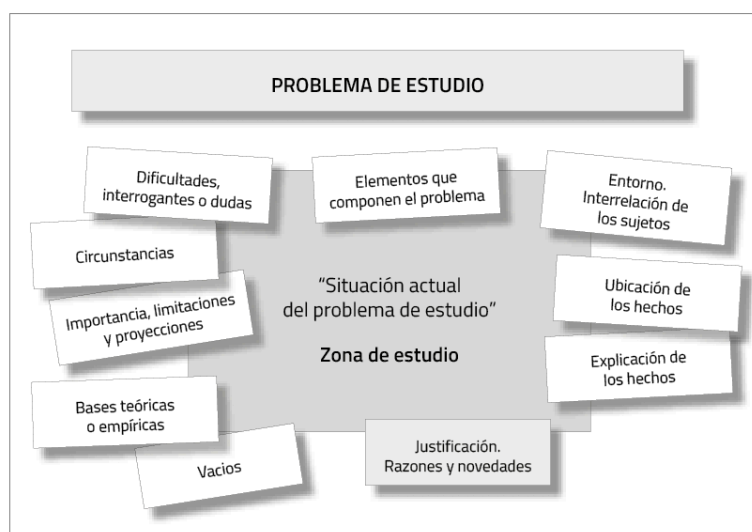 PROBLEMA DE ESTUDIO
Dificultades,
interrogantes o dudas
Elementos que
componen el problema
Entorno.
Interrelación de
los sujetos
Circunstancias
Importancia, limitaciones
y proyecciones
Bases teóricas
o empíricas
Vacios
“Situación actual
del problema de estudio”
Zona de estudio
Ubicación de
los hechos
Explicación de
los hechos
Justificación.
Razones y novedades